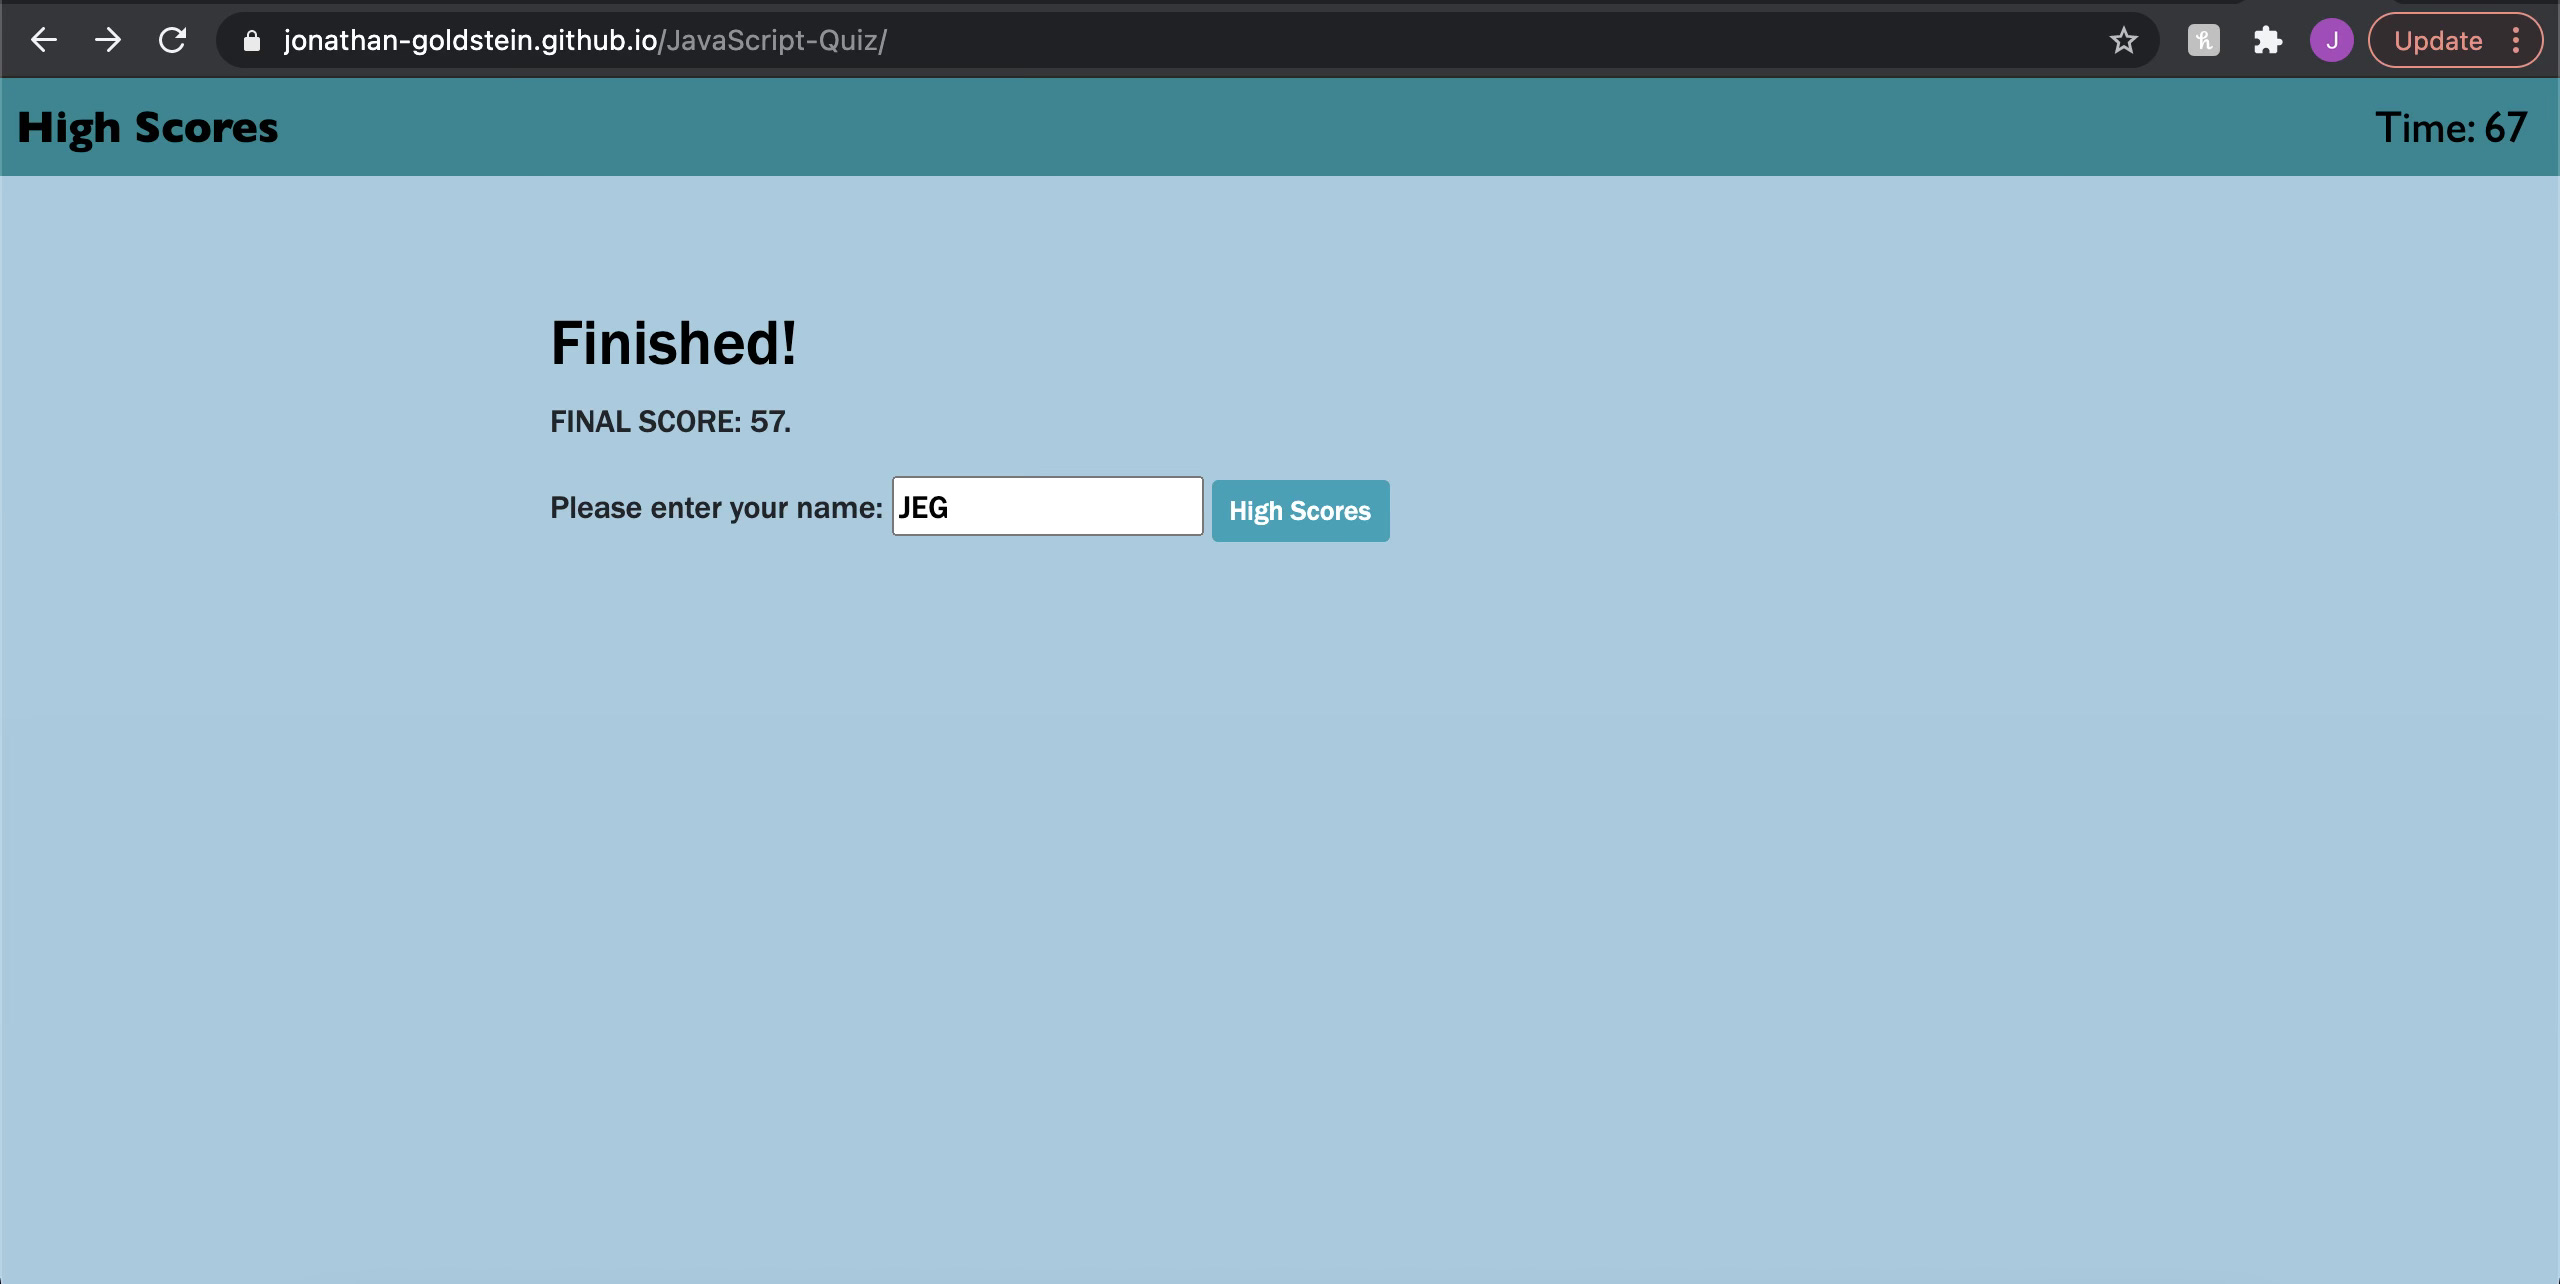 jonathan-goldstein.github.io/JavaScript-Quiz/
J
Update
High Scores
Time: 67
Finished!
FINAL SCORE: 57.
Please enter your name: JEG High Scores